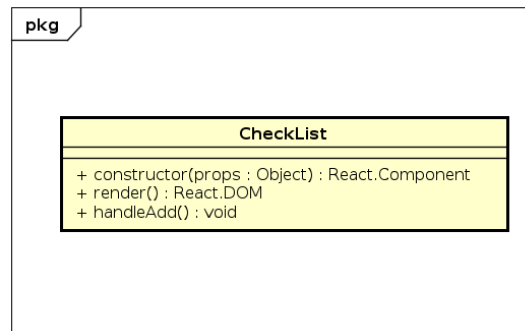 pkg
CheckList
+ constructor(props : Object) : React.Component
+ render() : React.DOM
+ handleAdd() : void